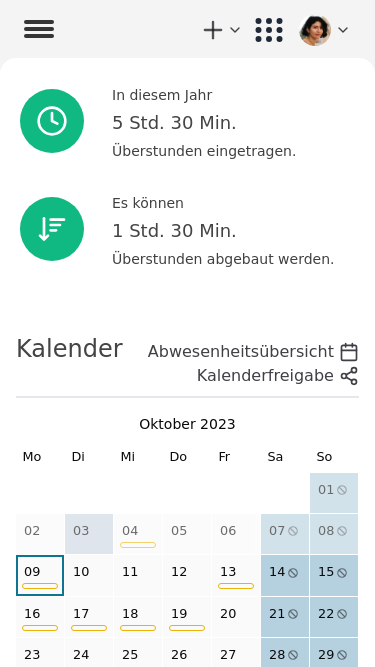 In diesem Jahr
5 Std. 30 Min.
Überstunden eingetragen.
Es können
1 Std. 30 Min.
Überstunden abgebaut werden.
Kalender
Abwesenheitsübersicht
Kalenderfreigabe
Oktober 2023
Mo Di Mi Do Fr Sa So
01
02 03 04 05 06 07 08
09 10 11 12 13 14 15
16 17 18 19 20 21 22
23 24 25 26 27 28 29